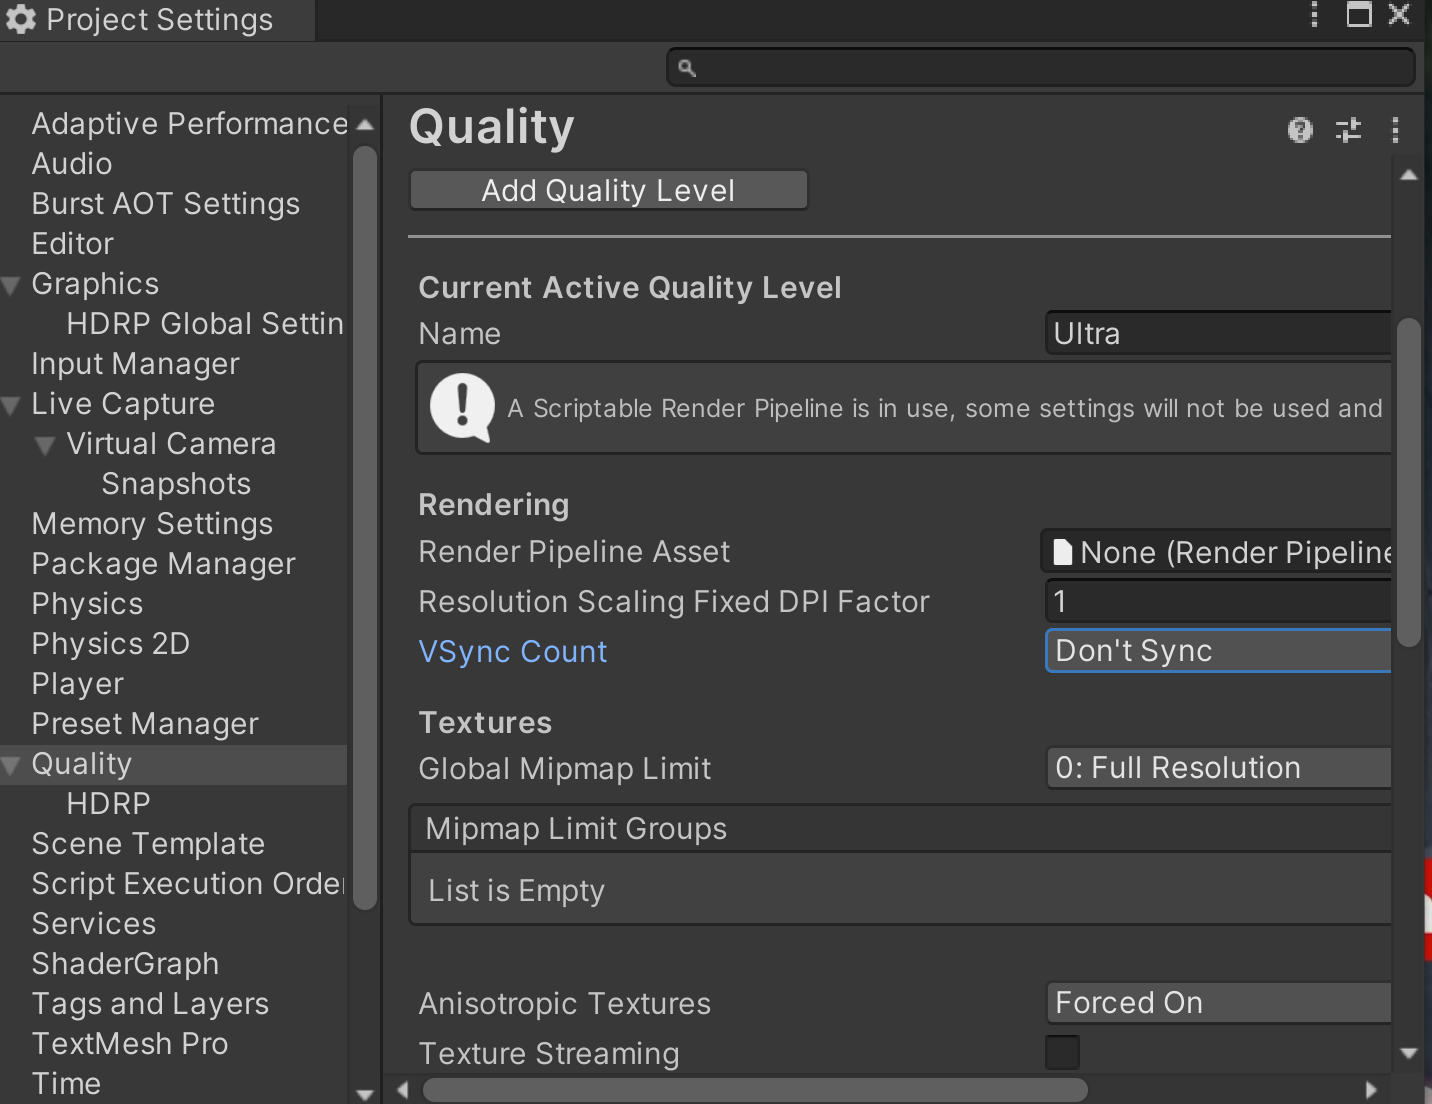 Project Settings
Adaptive Performance
Audio
Burst AOT Settings
Editor
Graphics
HDRP Global Settin
Input Manager
Live Capture
Virtual Camera
Snapshots
Memory Settings
Package Manager
Physics
Physics 2D
Player
Preset Manager
Quality
HDRP
Scene Template
Script Execution Order
Services
ShaderGraph
Tags and Layers
TextMesh Pro
Time
Quality
Add Quality Level
Current Active Quality Level
Name Ultra
A Scriptable Render Pipeline is in use, some settings will not be used and
Rendering
Render Pipeline Asset None (Render Pipeline
Resolution Scaling Fixed DPI Factor 1
VSync Count Don't Sync
Textures
Global Mipmap Limit 0: Full Resolution
Mipmap Limit Groups
List is Empty
Anisotropic Textures Forced On
Texture Streaming